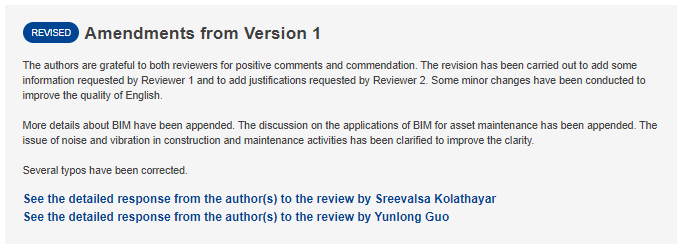 REVISED Amendments from Version 1
The authors are grateful to both reviewers for positive comments and commendation. The revision has been carried out to add some
information requested by Reviewer 1 and to add justifications requested by Reviewer 2. Some minor changes have been conducted to
improve the quality of English.
More details about BIM have been appended. The discussion on the applications of BIM for asset maintenance has been appended. The
issue of noise and vibration in construction and maintenance activities has been clarified to improve the clarity.
Several typos have been corrected.
See the detailed response from the author(s) to the review by Sreevalsa Kolathayar
See the detailed response from the author(s) to the review by Yunlong Guo